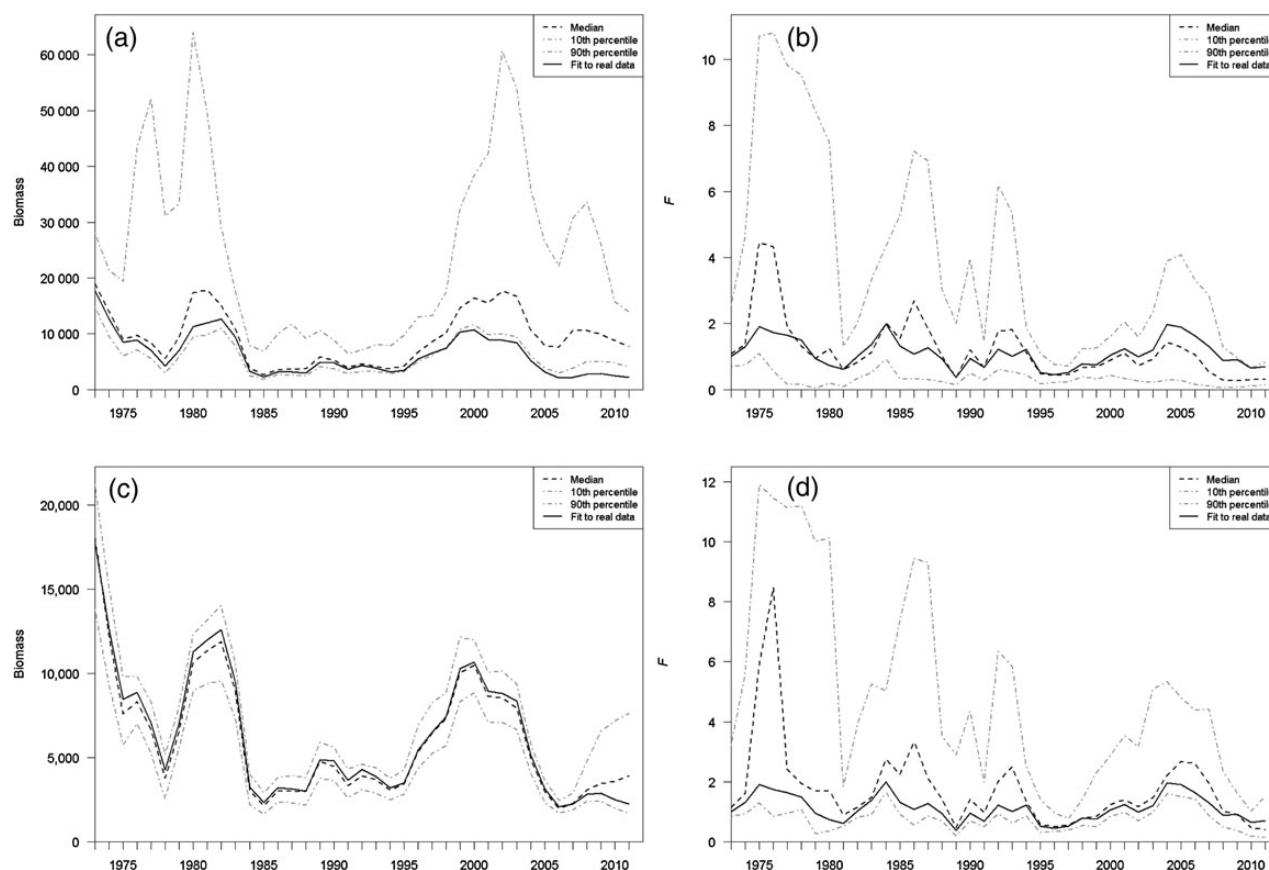 (a)
Median
10th percentile
90th percentile
Fit to real data
Biomass
60 000
50 000
40 000
30 000
20 000
10 000
0
1975 1980 1985 1990 1995 2000 2005 2010
(b)
Median
10th percentile
90th percentile
Fit to real data
F
10
8
6
4
2
0
1975 1980 1985 1990 1995 2000 2005 2010
(c)
Median
10th percentile
90th percentile
Fit to real data
Biomass
20,000
15,000
10,000
5,000
0
1975 1980 1985 1990 1995 2000 2005 2010
(d)
Median
10th percentile
90th percentile
Fit to real data
F
12
10
8
6
4
2
0
1975 1980 1985 1990 1995 2000 2005 2010